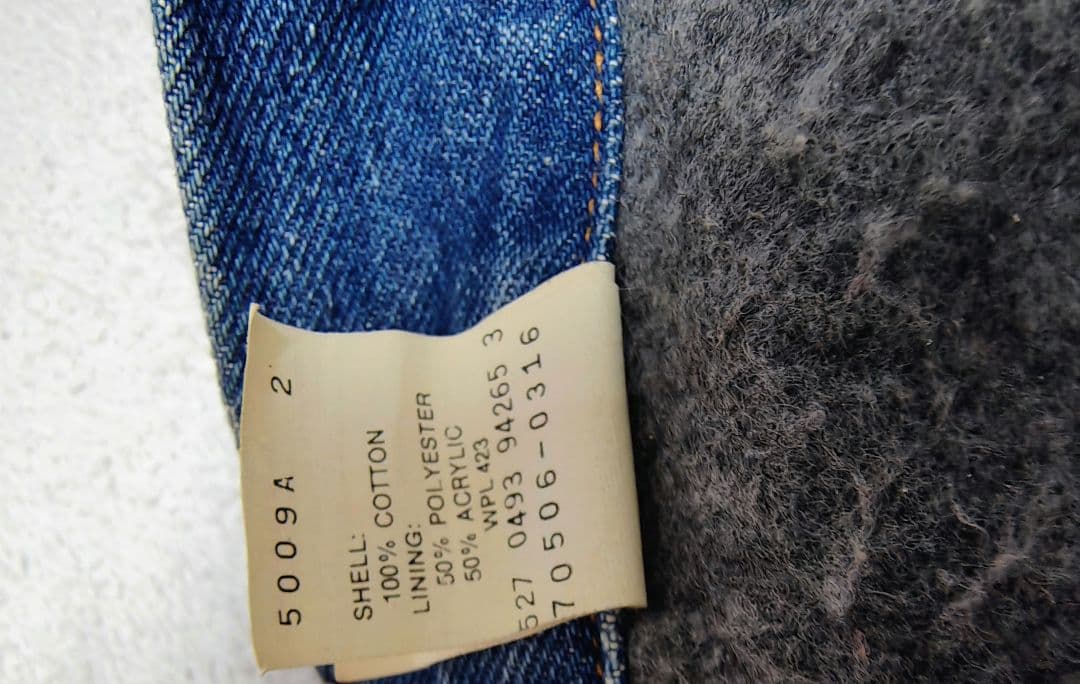 5009A 2
SHELL:
100% COTTON
LINING:
50% POLYESTER
50% ACRYLIC
WPL 423
527 0493 94265 3
70506-0316